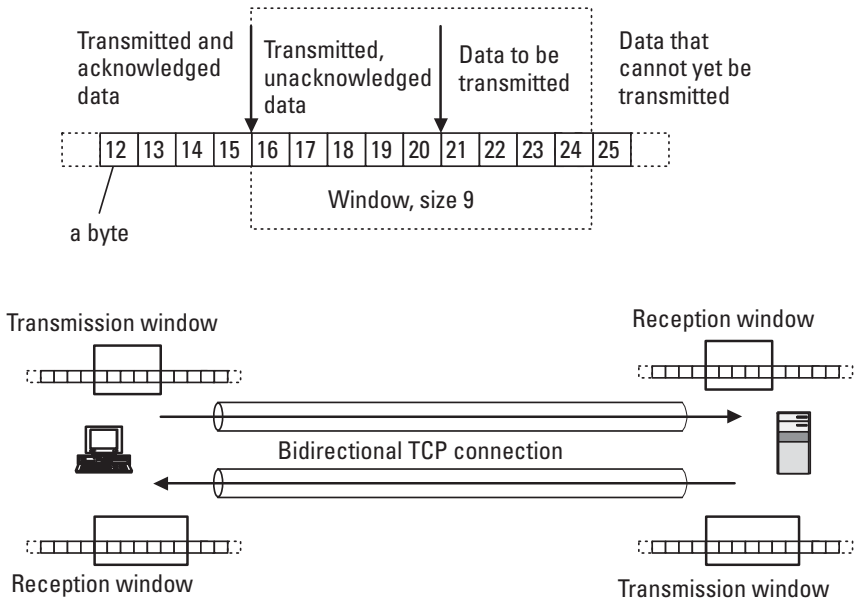 Transmitted and
acknowledged
data
Transmitted,
unacknowledged
data
Data to be
transmitted
Data that
cannot yet be
transmitted
12 13 14 15 16 17 18 19 20 21 22 23 24 25
Window, size 9
a byte
Transmission window
Reception window
Bidirectional TCP connection
Reception window
Transmission window